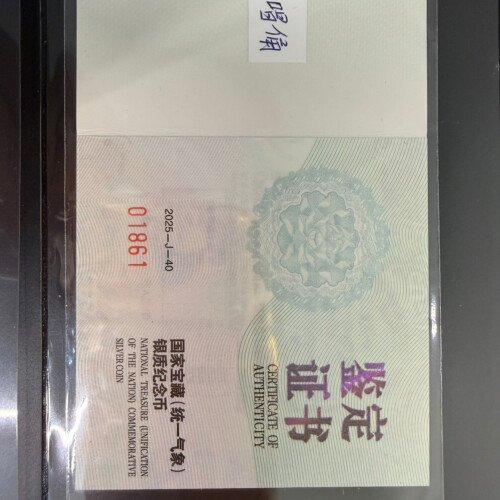 鉴定
证书
CERTIFICATE OF
AUTHENTICITY
2025-J-40
01861
国家宝藏(统一气象)
银质纪念币
NATIONAL TREASURE (UNIFICATION
OF THE NATION) COMMEMORATIVE
SILVER COIN